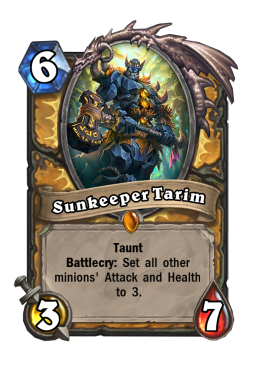 6
Sunkeeper Tarim
Taunt
Battlecry: Set all other
minions' Attack and Health
to 3.
3
7